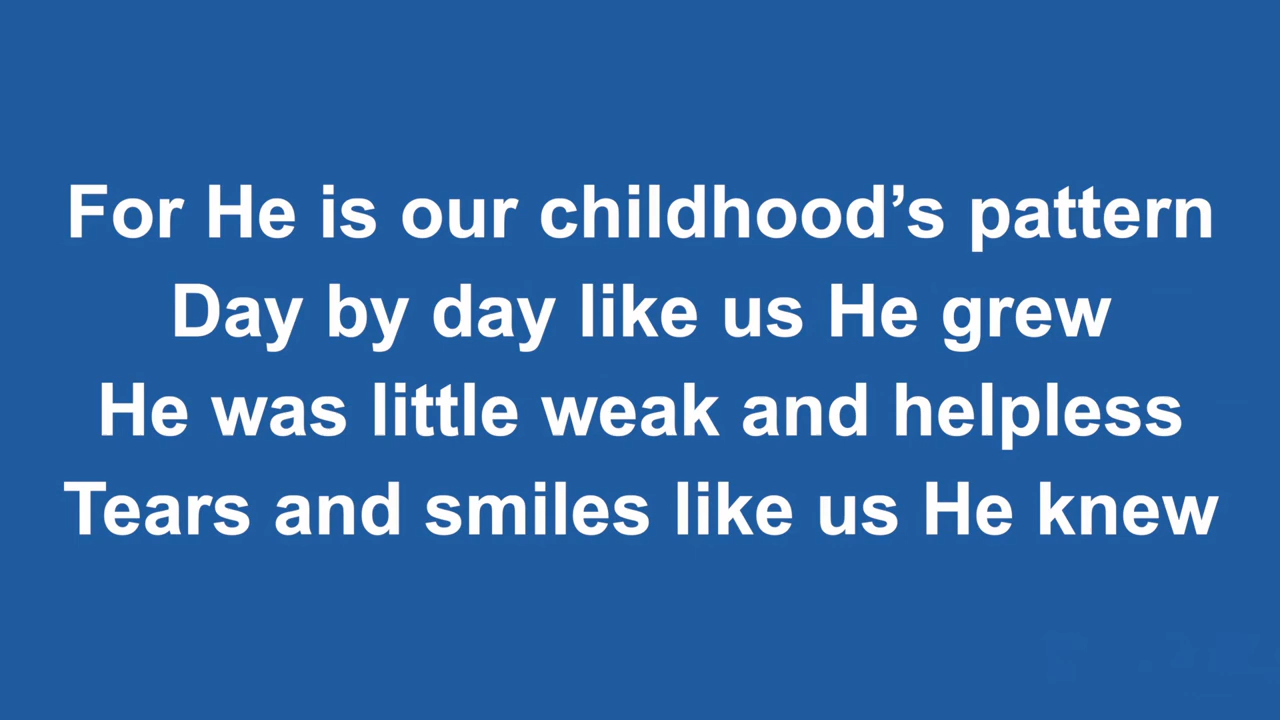 For He is our childhood’s pattern
Day by day like us He grew
He was little weak and helpless
Tears and smiles like us He knew